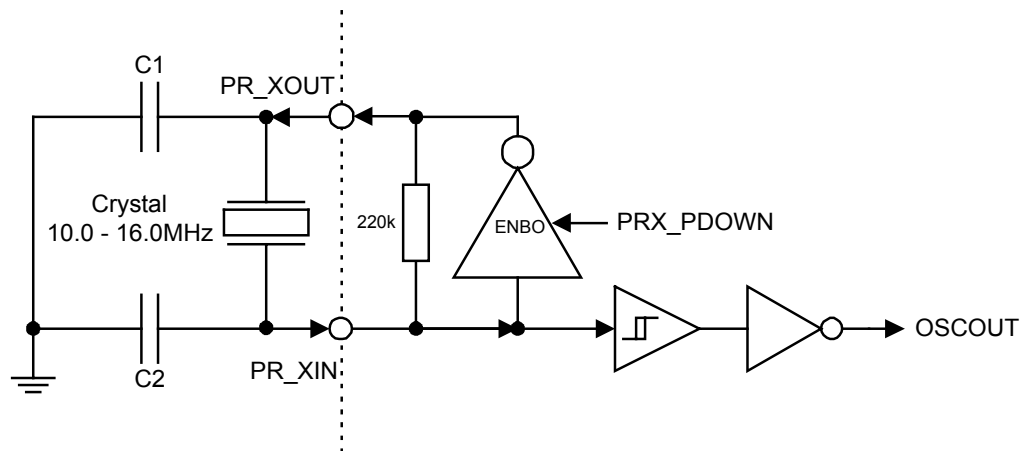 C1
PR_XOUT
Crystal
10.0 - 16.0MHz
220k
ENBO
PRX_PDOWN
OSCOUT
C2
PR_XIN